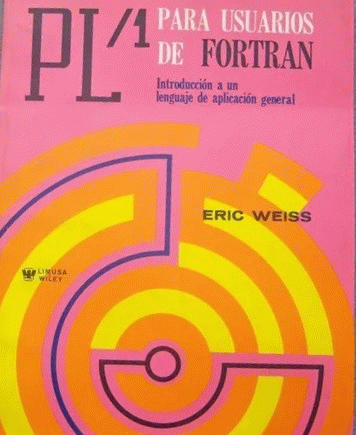 PL/1
PARA USUARIOS
DE FORTRAN
Introducción a un
lenguaje de aplicación general
ERIC WEISS
LIMUSA
WILEY